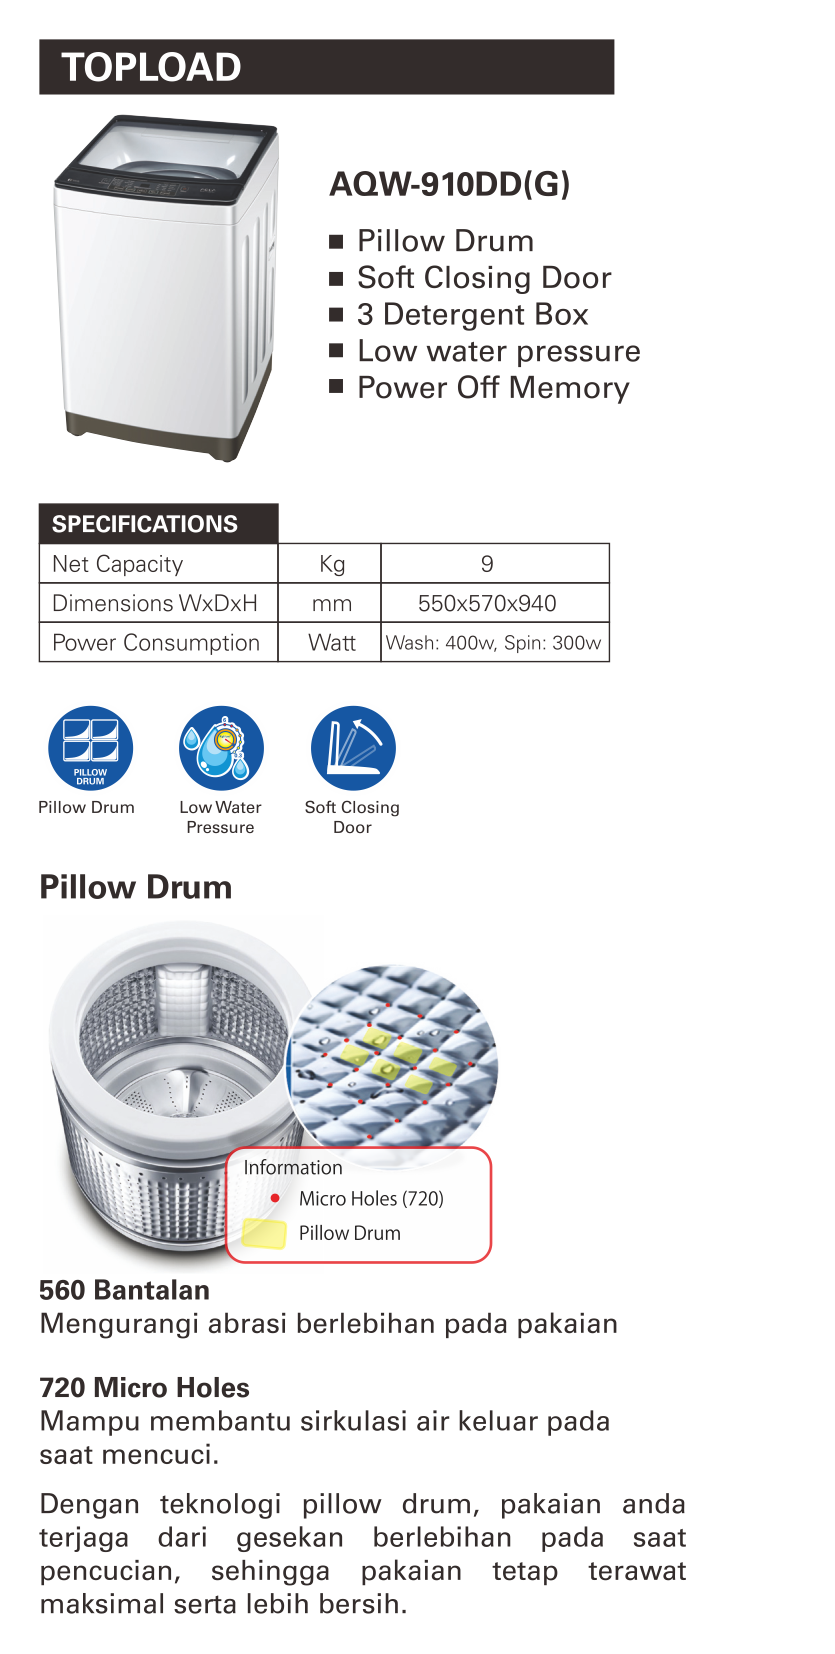 TOPLOAD
AQW-910DD(G)
Pillow Drum
Soft Closing Door
3 Detergent Box
Low water pressure
Power Off Memory
SPECIFICATIONS
Net Capacity Kg 9
Dimensions WxDxH mm 550x570x940
Power Consumption Watt Wash: 400w, Spin: 300w
PILLOW
DRUM
Pillow Drum
Low Water
Pressure
Soft Closing
Door
Pillow Drum
Information
Micro Holes (720)
Pillow Drum
560 Bantalan
Mengurangi abrasi berlebihan pada pakaian
720 Micro Holes
Mampu membantu sirkulasi air keluar pada
saat mencuci.
Dengan teknologi pillow drum, pakaian anda
terjaga dari gesekan berlebihan pada saat
pencucian, sehingga pakaian tetap terawat
maksimal serta lebih bersih.